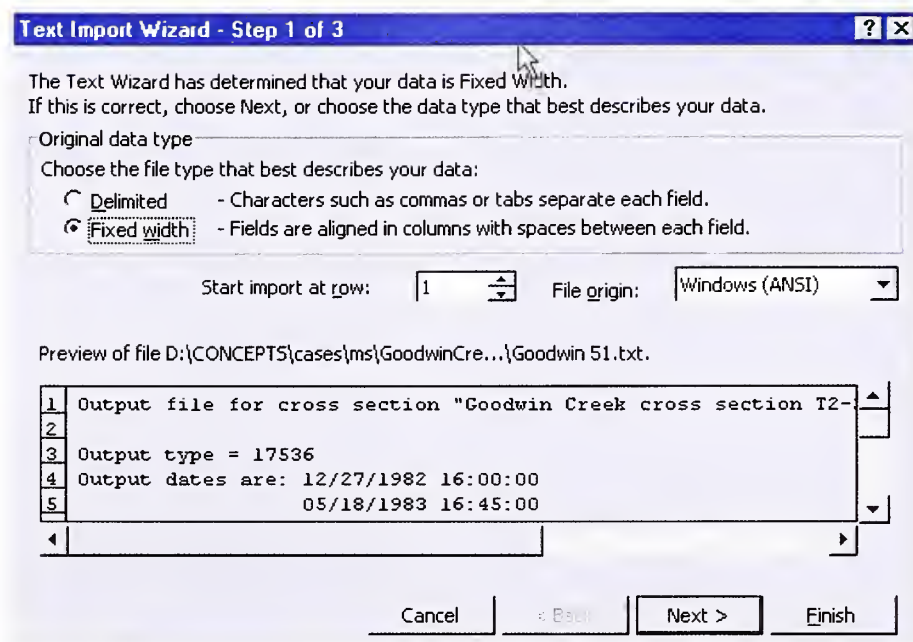 Text Import Wizard - Step 1 of 3
The Text Wizard has determined that your data is Fixed Width.
If this is correct, choose Next, or choose the data type that best describes your data.
Original data type
Choose the file type that best describes your data:
Delimited - Characters such as commas or tabs separate each field.
Fixed width - Fields are aligned in columns with spaces between each field.
Start import at row: 1 File origin: Windows (ANSI)
Preview of file D:\CONCEPTS\cases\ms\GoodwinCre...\Goodwin 51.txt.
1 Output file for cross section "Goodwin Creek cross section T2-
2
3 Output type = 17536
4 Output dates are: 12/27/1982 16:00:00
5 05/18/1983 16:45:00
Cancel < Back Next > Finish